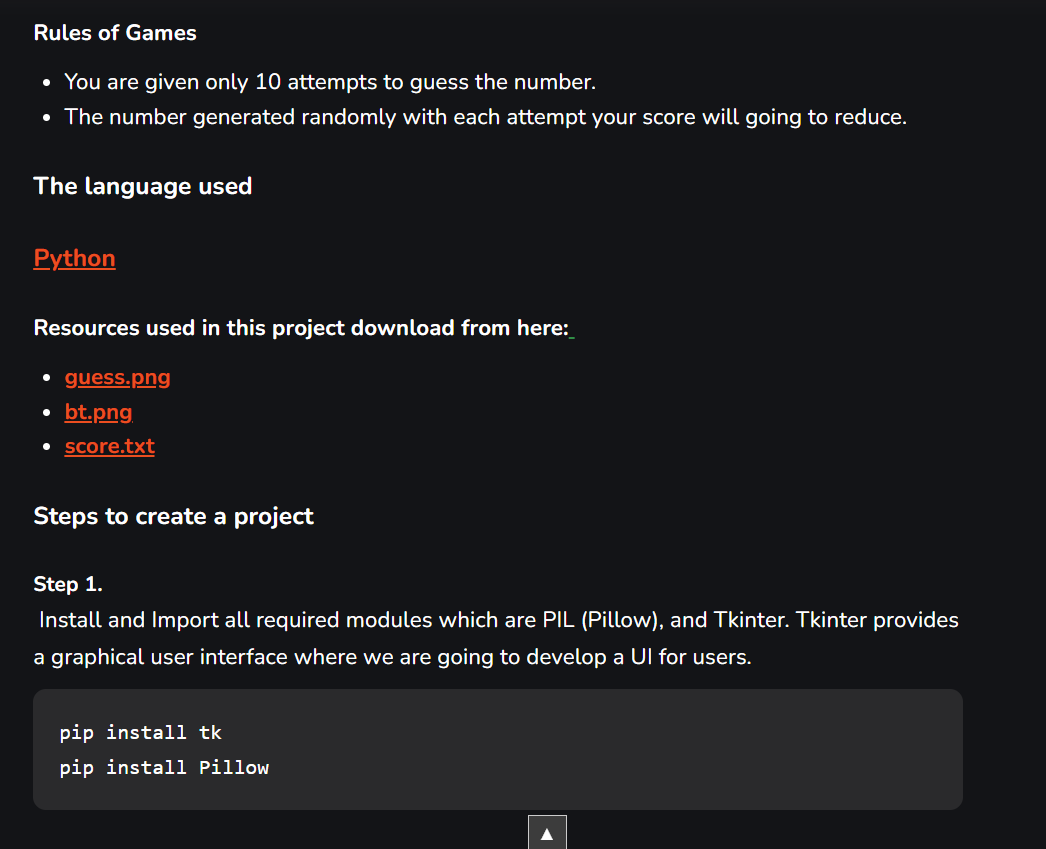 Rules of Games
You are given only 10 attempts to guess the number.
The number generated randomly with each attempt your score will going to reduce.
The language used
Python
Resources used in this project download from here:
guess.png
bt.png
score.txt
Steps to create a project
Step 1.
Install and Import all required modules which are PIL (Pillow), and Tkinter. Tkinter provides
a graphical user interface where we are going to develop a UI for users.
pip install tk
pip install Pillow